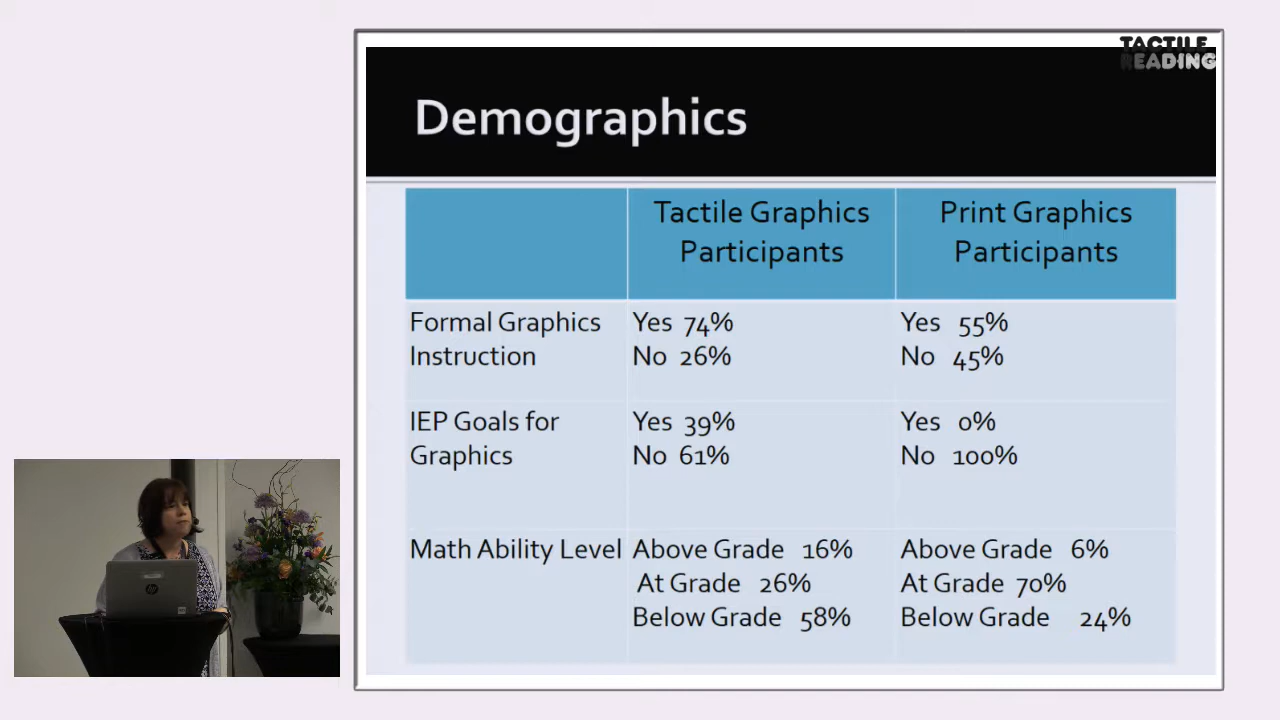 TACTILE
READING
Demographics
Tactile Graphics
Participants
Print Graphics
Participants
Formal Graphics
Instruction
Yes 74%
No 26%
Yes 55%
No 45%
IEP Goals for
Graphics
Yes 39%
No 61%
Yes 0%
No 100%
Math Ability Level
Above Grade 16%
At Grade 26%
Below Grade 58%
Above Grade 6%
At Grade 70%
Below Grade 24%